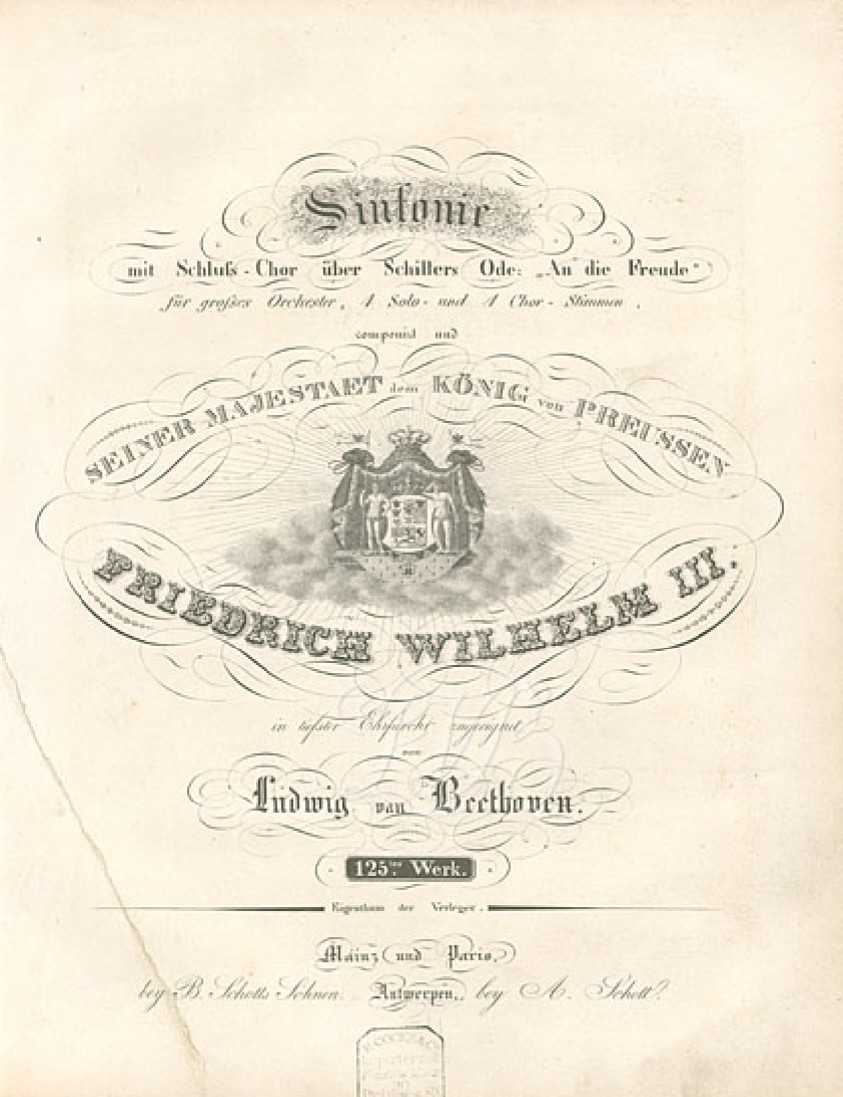 Sinfonie
mit Schluſs-Chor über Schillers Ode: „An die Freude“
für groſses Orchester, 4 Solo- und 4 Chor-Stimmen,
componirt und
SEINER MAJESTAET dem KÖNIG von PREUSSEN
FRIEDRICH WILHELM III.
in tiefster Ehrfurcht zugeeignet
von
Ludwig van Beethoven.
125tes Werk.
Eigenthum der Verleger.
Mainz und Paris,
bey B. Schotts Söhnen. Antwerpen, bey A. Schott.